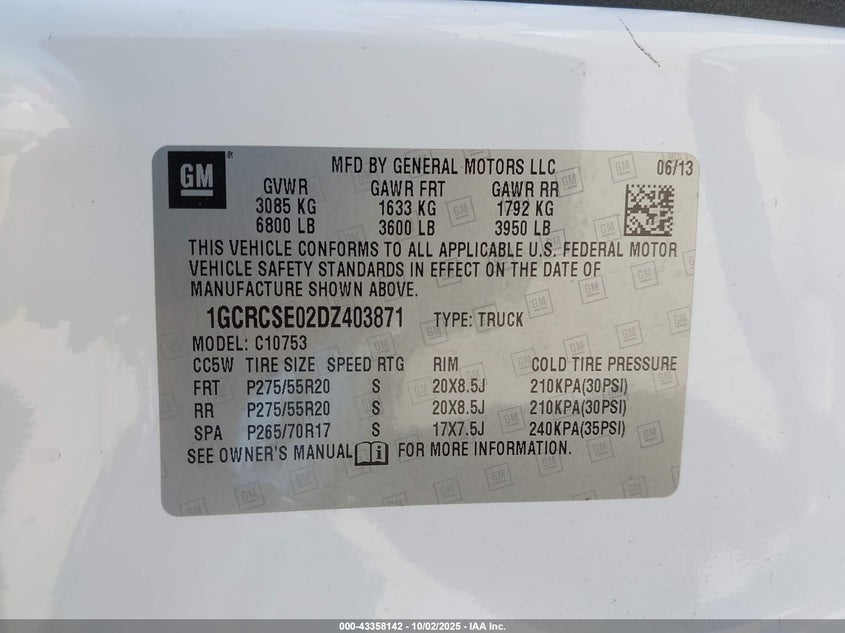 GM
MFD BY GENERAL MOTORS LLC 06/13
GVWR GAWR FRT GAWR RR
3085 KG 1633 KG 1792 KG
6800 LB 3600 LB 3950 LB
THIS VEHICLE CONFORMS TO ALL APPLICABLE U.S. FEDERAL MOTOR
VEHICLE SAFETY STANDARDS IN EFFECT ON THE DATE OF
MANUFACTURE SHOWN ABOVE.
1GCRCSE02DZ403871 TYPE: TRUCK
MODEL: C10753
CC5W TIRE SIZE SPEED RTG RIM COLD TIRE PRESSURE
FRT P275/55R20 S 20X8.5J 210KPA(30PSI)
RR P275/55R20 S 20X8.5J 210KPA(30PSI)
SPA P265/70R17 S 17X7.5J 240KPA(35PSI)
SEE OWNER'S MANUAL FOR MORE INFORMATION.
000-43358142 - 10/02/2025 - IAA Inc.